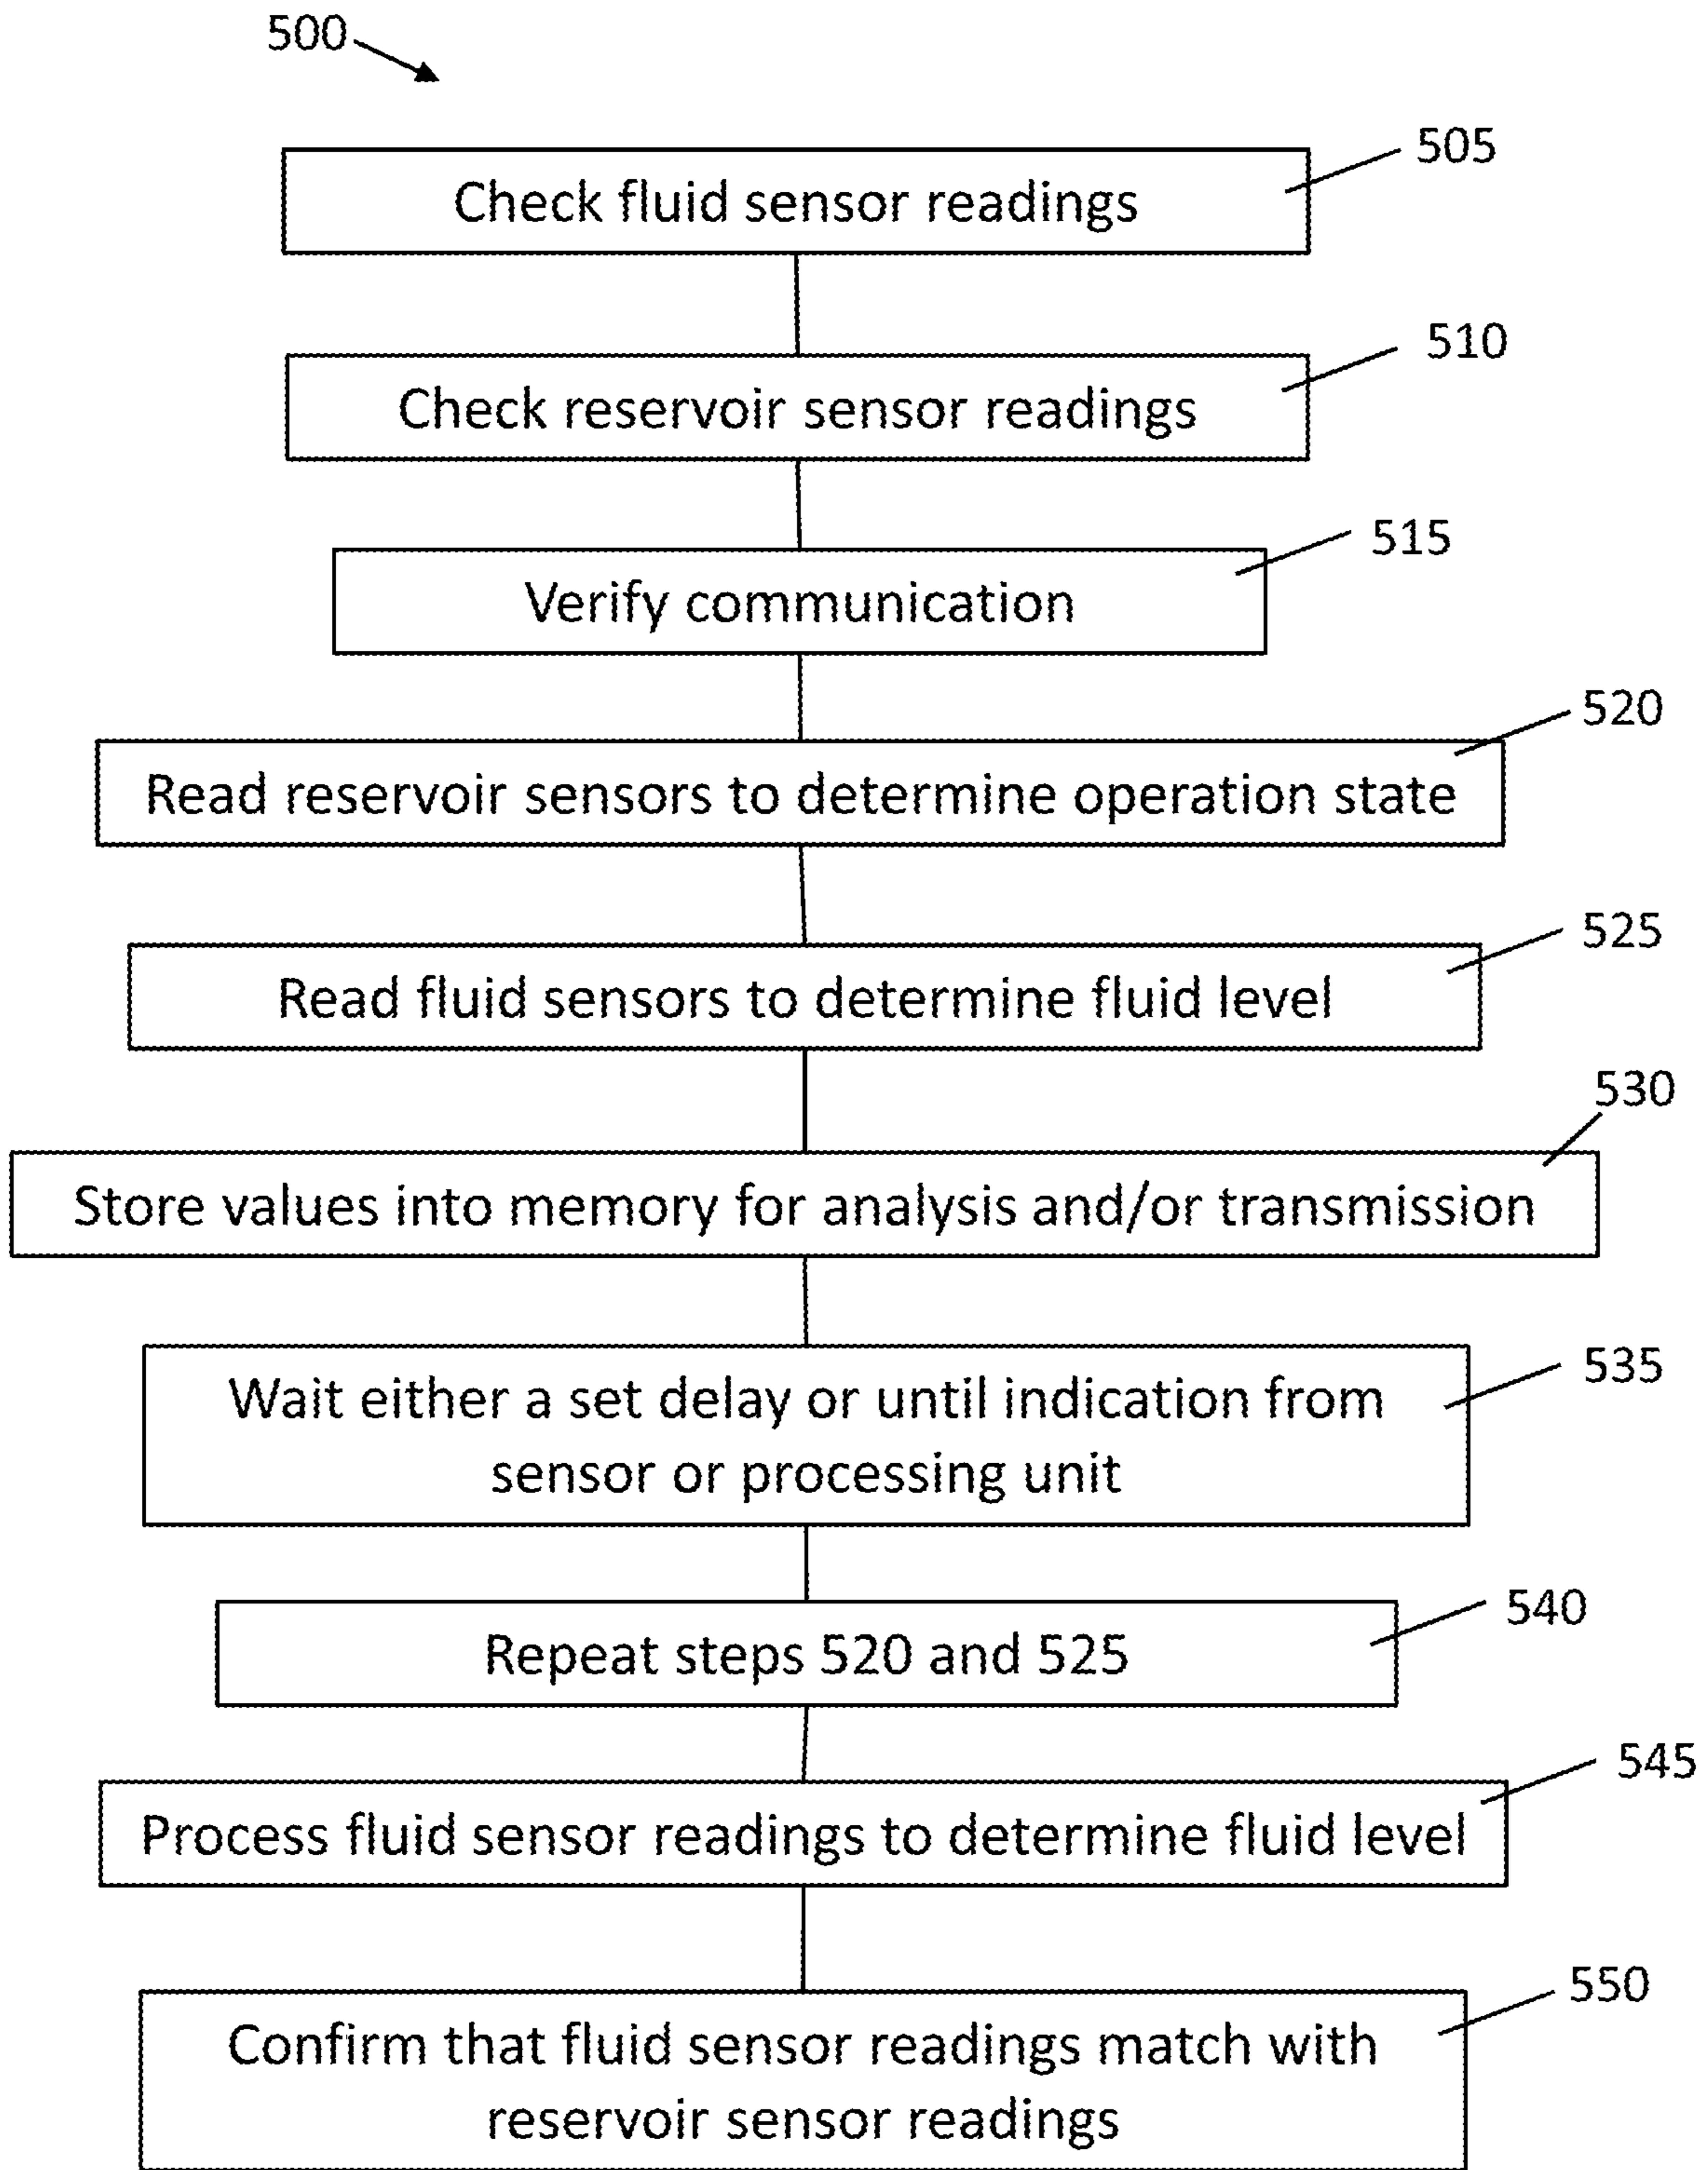 500
505
Check fluid sensor readings
510
Check reservoir sensor readings
515
Verify communication
520
Read reservoir sensors to determine operation state
525
Read fluid sensors to determine fluid level
530
Store values into memory for analysis and/or transmission
535
Wait either a set delay or until indication from
sensor or processing unit
540
Repeat steps 520 and 525
545
Process fluid sensor readings to determine fluid level
550
Confirm that fluid sensor readings match with
reservoir sensor readings